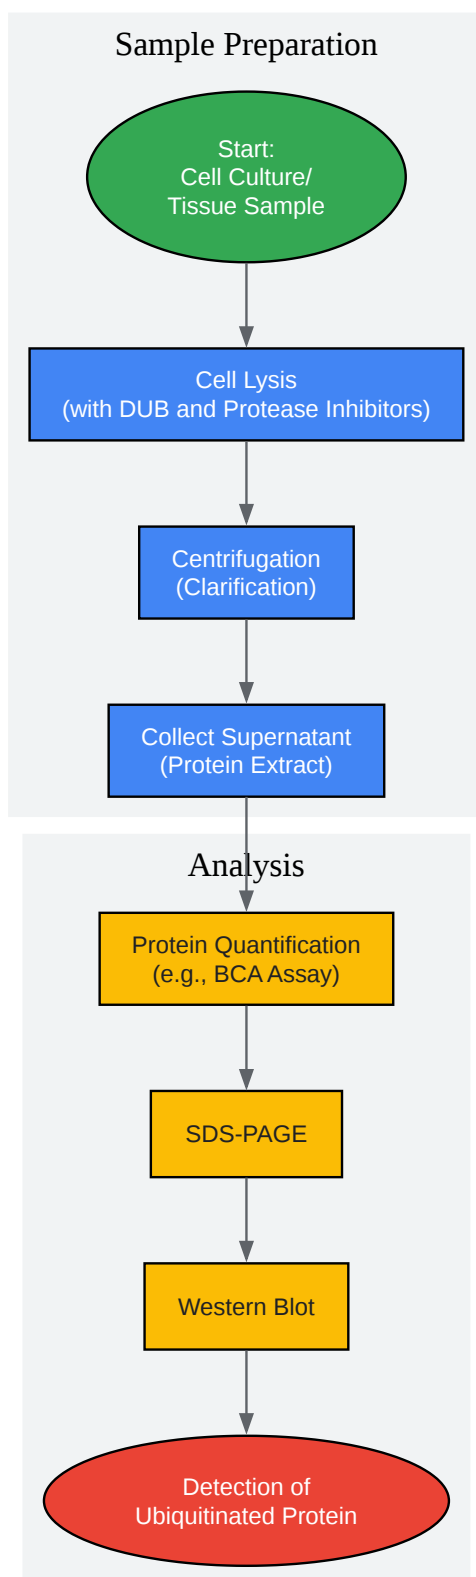 Sample Preparation
Start:
Cell Culture/
Tissue Sample
Cell Lysis
(with DUB and Protease Inhibitors)
Centrifugation
(Clarification)
Collect Supernatant
(Protein Extract)
Analysis
Protein Quantification
(e.g., BCA Assay)
SDS-PAGE
Western Blot
Detection of
Ubiquitinated Protein